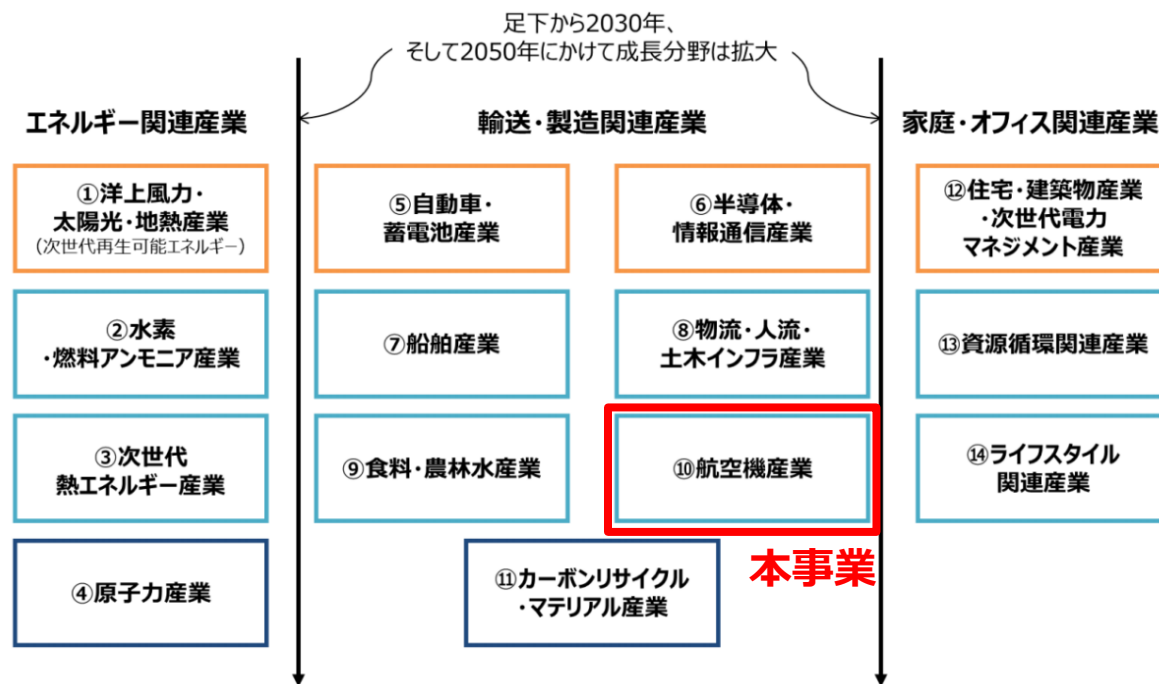 足下から2030年、
そして2050年にかけて成長分野は拡大
エネルギー関連産業
輸送・製造関連産業
家庭・オフィス関連産業
①洋上風力・
太陽光・地熱産業
（次世代再生可能エネルギー）
⑤自動車・
蓄電池産業
⑥半導体・
情報通信産業
⑫住宅・建築物産業
・次世代電力
マネジメント産業
②水素
・燃料アンモニア産業
⑦船舶産業
⑧物流・人流・
土木インフラ産業
⑬資源循環関連産業
③次世代
熱エネルギー産業
⑨食料・農林水産業
⑩航空機産業
⑭ライフスタイル
関連産業
④原子力産業
⑪カーボンリサイクル
・マテリアル産業
本事業